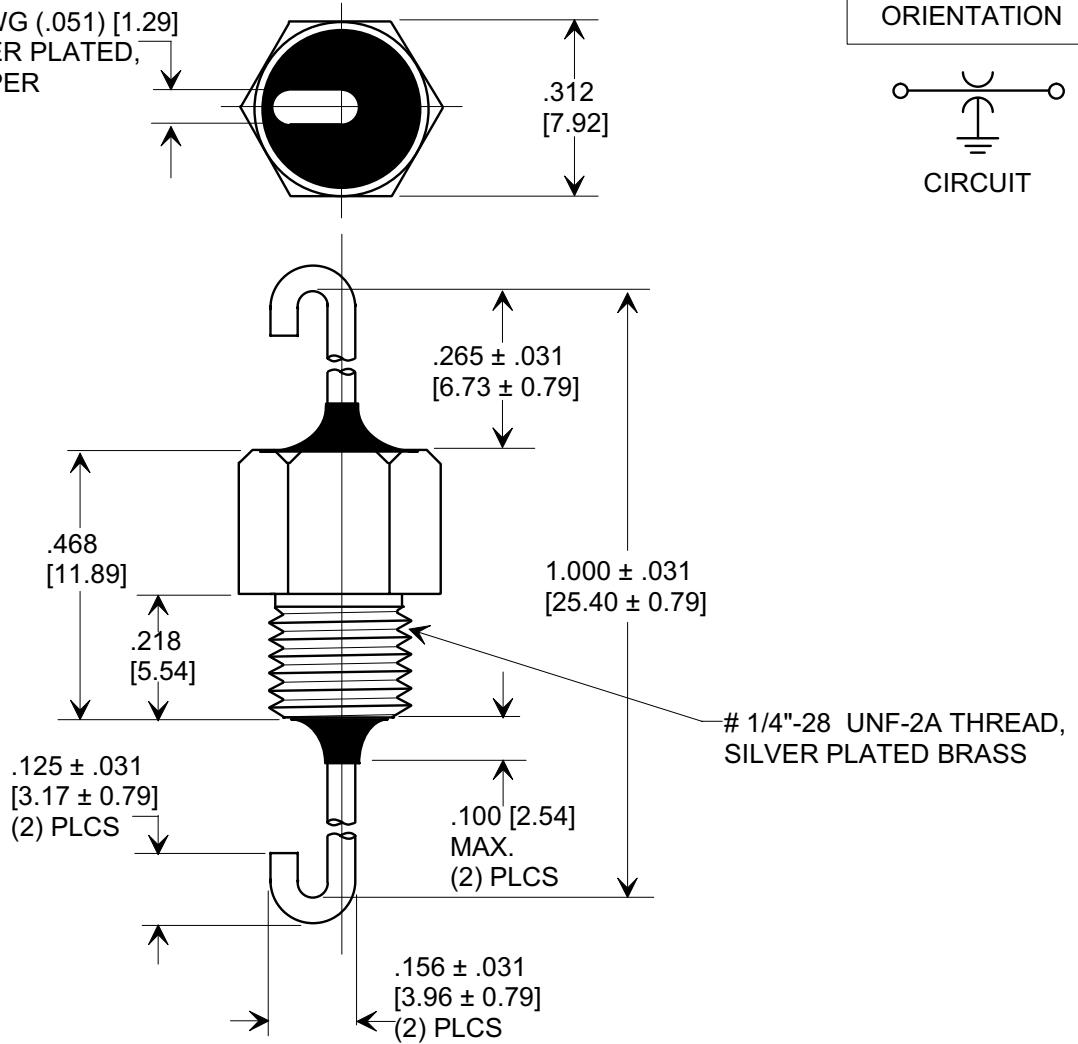 WG (.051) [1.29]
ER PLATED,
PER
.312
[7.92]
ORIENTATION
CIRCUIT
.265 ± .031
[6.73 ± 0.79]
.468
[11.89]
1.000 ± .031
[25.40 ± 0.79]
.218
[5.54]
# 1/4"-28 UNF-2A THREAD,
SILVER PLATED BRASS
.125 ± .031
[3.17 ± 0.79]
(2) PLCS
.100 [2.54]
MAX.
(2) PLCS
.156 ± .031
[3.96 ± 0.79]
(2) PLCS